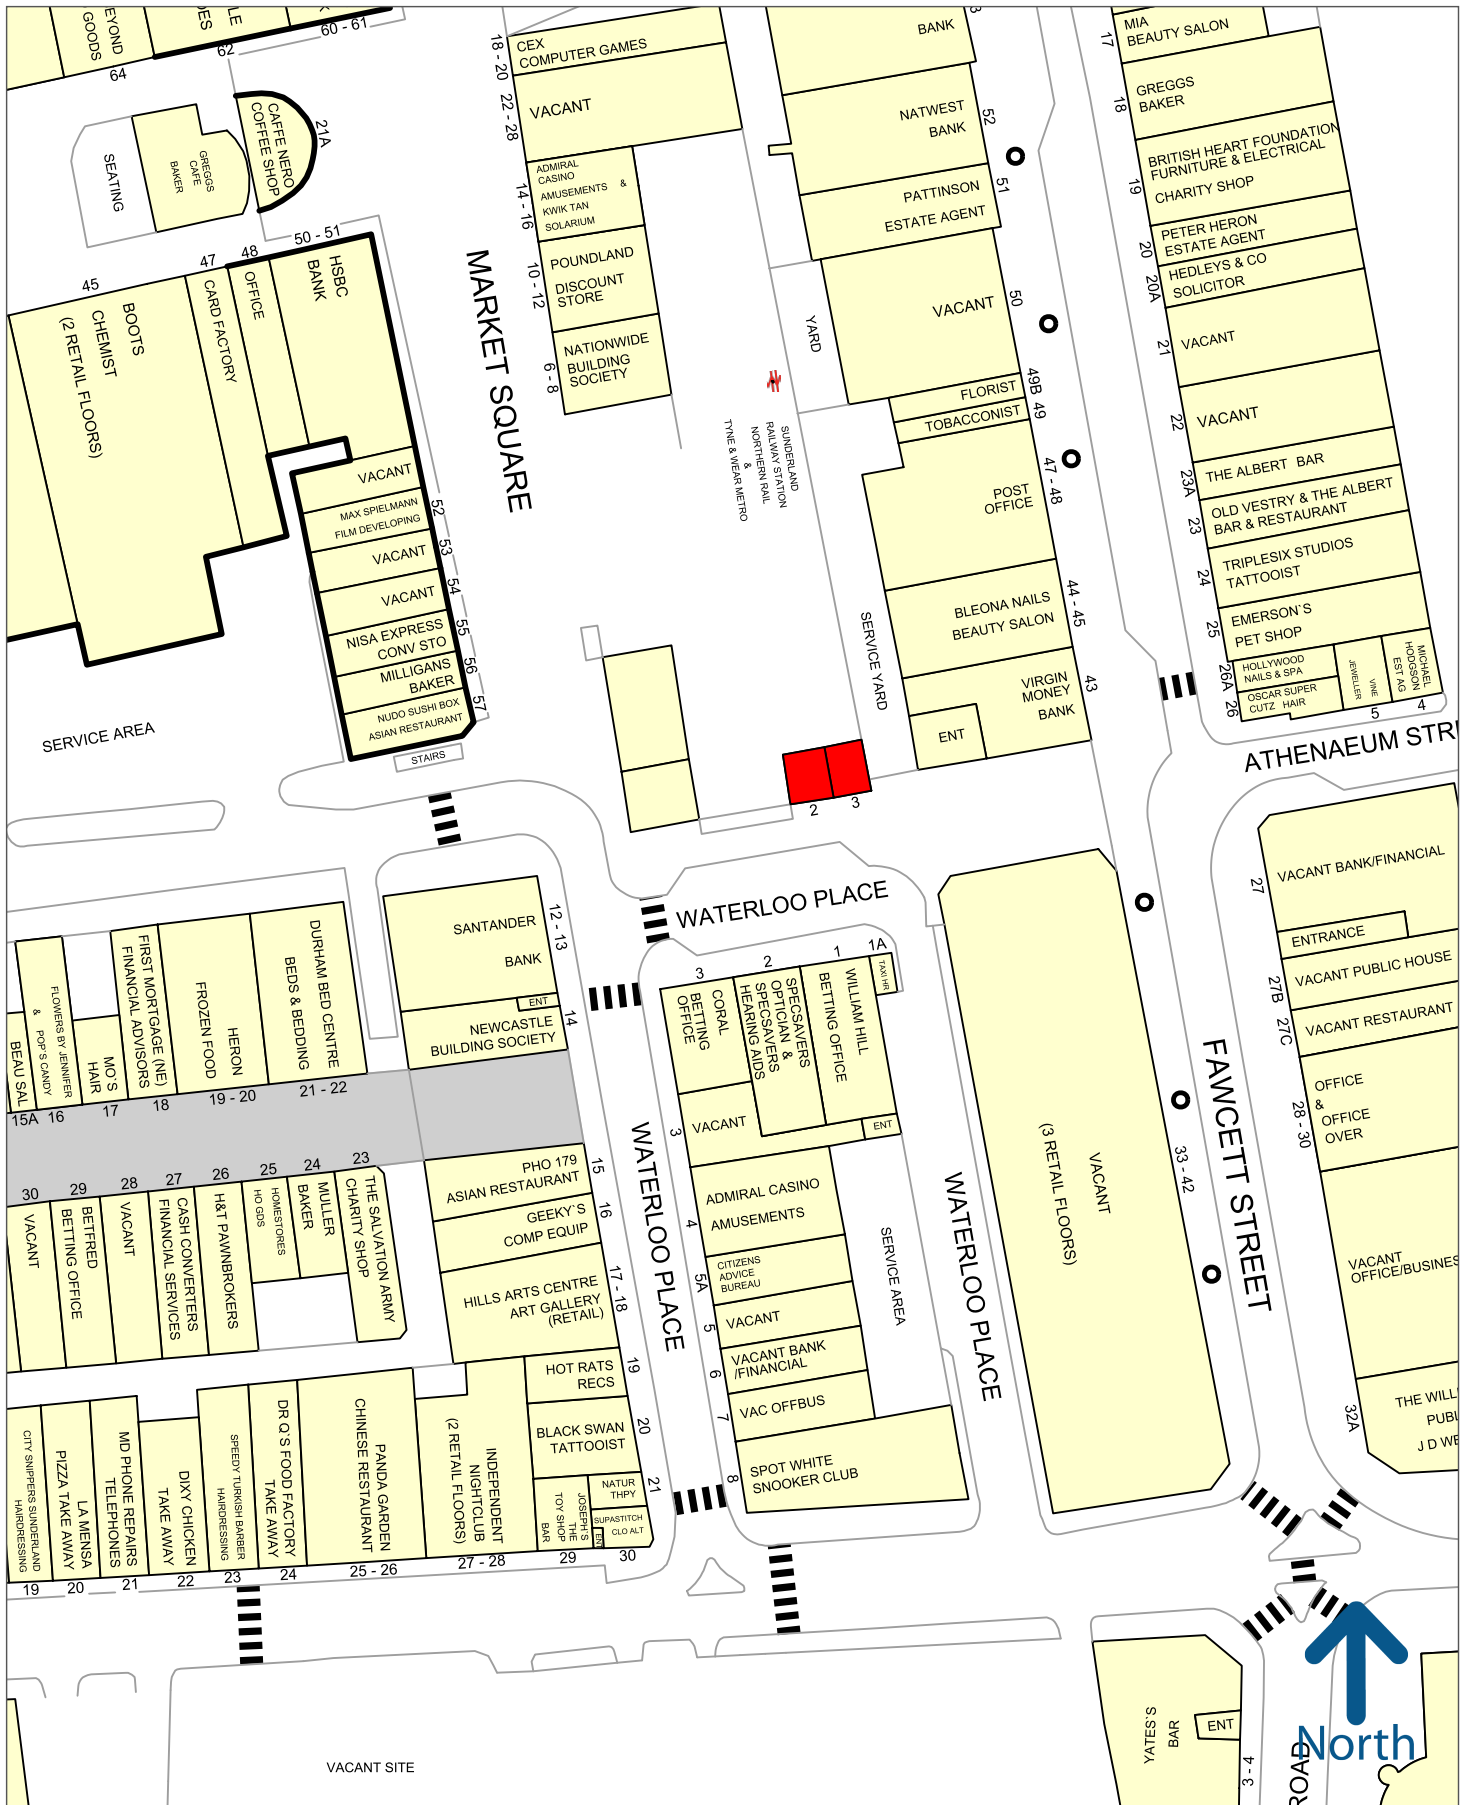 EYOND
GOODS
64
DES
LE
62
K
60 - 61
SEATING
GREGGS
CAFE
BAKER
CAFFE NERO
COFFEE SHOP
21A
18 - 20
CEX
COMPUTER GAMES
22 - 28
VACANT
14 - 16
ADMIRAL
CASINO
AMUSEMENTS &
KWIK TAN
SOLARIUM
10 - 12
POUNDLAND
DISCOUNT
STORE
6 - 8
NATIONWIDE
BUILDING
SOCIETY
MARKET SQUARE
45
BOOTS
CHEMIST
(2 RETAIL FLOORS)
47
CARD FACTORY
48
OFFICE
50 - 51
HSBC
BANK
VACANT
52
MAX SPIELMANN
FILM DEVELOPING
53
VACANT
54
VACANT
55
NISA EXPRESS
CONV STO
56
MILLIGANS
BAKER
57
NUDO SUSHI BOX
ASIAN RESTAURANT
STAIRS
SERVICE AREA
BANK
3
NATWEST
BANK
52
PATTINSON
ESTATE AGENT
51
VACANT
50
YARD
SUNDERLAND
RAILWAY STATION
NORTHERN RAIL
&
TYNE & WEAR METRO
FLORIST
49B
TOBACCONIST
49
POST
OFFICE
47 - 48
BLEONA NAILS
BEAUTY SALON
44 - 45
VIRGIN
MONEY
BANK
43
ENT
SERVICE YARD
2
3
17
MIA
BEAUTY SALON
18
GREGGS
BAKER
19
BRITISH HEART FOUNDATION
FURNITURE & ELECTRICAL
CHARITY SHOP
20
PETER HERON
ESTATE AGENT
20A
HEDLEYS & CO
SOLICITOR
21
VACANT
22
VACANT
23A
THE ALBERT BAR
23
OLD VESTRY & THE ALBERT
BAR & RESTAURANT
24
TRIPLESIX STUDIOS
TATTOOIST
25
EMERSON`S
PET SHOP
26A
HOLLYWOOD
NAILS & SPA
26
OSCAR SUPER
CUTZ HAIR
VINE
JEWELLER
5
MICHAEL
HODGSON
EST AG
4
ATHENAEUM STRE
WATERLOO PLACE
SANTANDER
BANK
12 - 13
ENT
NEWCASTLE
BUILDING SOCIETY
14
BEAU SAL
15A
FLOWERS BY JENNIFER
& POP'S CANDY
16
MO`S
HAIR
17
FIRST MORTGAGE (NE)
FINANCIAL ADVISORS
18
HERON
FROZEN FOOD
19 - 20
DURHAM BED CENTRE
BEDS & BEDDING
21 - 22
3
CORAL
BETTING
OFFICE
2
SPECSAVERS
OPTICIAN &
SPECSAVERS
HEARING AIDS
1
WILLIAM HILL
BETTING OFFICE
1A
TAXI HR
3
VACANT
ENT
4
ADMIRAL CASINO
AMUSEMENTS
5A
CITIZENS
ADVICE
BUREAU
5
VACANT
6
VACANT BANK
/FINANCIAL
7
VAC OFFBUS
8
SPOT WHITE
SNOOKER CLUB
SERVICE AREA
WATERLOO PLACE
WATERLOO PLACE
VACANT
(3 RETAIL FLOORS)
33 - 42
FAWCETT STREET
27
VACANT BANK/FINANCIAL
ENTRANCE
27B
VACANT PUBLIC HOUSE
27C
VACANT RESTAURANT
28 - 30
OFFICE
&
OFFICE
OVER
VACANT
OFFICE/BUSINES
32A
THE WILL
PUBL
J D WE
30
VACANT
29
BETFRED
BETTING OFFICE
28
VACANT
27
CASH CONVERTERS
FINANCIAL SERVICES
26
H&T PAWNBROKERS
25
HOMESTORES
HO GDS
24
MULLER
BAKER
23
THE SALVATION ARMY
CHARITY SHOP
PHO 179
ASIAN RESTAURANT
15
GEEKY`S
COMP EQUIP
16
HILLS ARTS CENTRE
ART GALLERY
(RETAIL)
17 - 18
HOT RATS
RECS
19
BLACK SWAN
TATTOOIST
20
NATUR
THPY
21
SUPASTITCH
CLO ALT
ENT
30
JOSEPH'S
THE
TOY SHOP
BAR
29
CITY SNIPPERS SUNDERLAND
HAIRDRESSING
19
LA MENSA
PIZZA TAKE AWAY
20
MD PHONE REPAIRS
TELEPHONES
21
DIXY CHICKEN
TAKE AWAY
22
SPEEDY TURKISH BARBER
HAIRDRESSING
23
DR Q'S FOOD FACTORY
TAKE AWAY
24
PANDA GARDEN
CHINESE RESTAURANT
25 - 26
INDEPENDENT
NIGHTCLUB
(2 RETAIL FLOORS)
27 - 28
VACANT SITE
YATES`S
BAR
ENT
3 - 4
ROAD
North